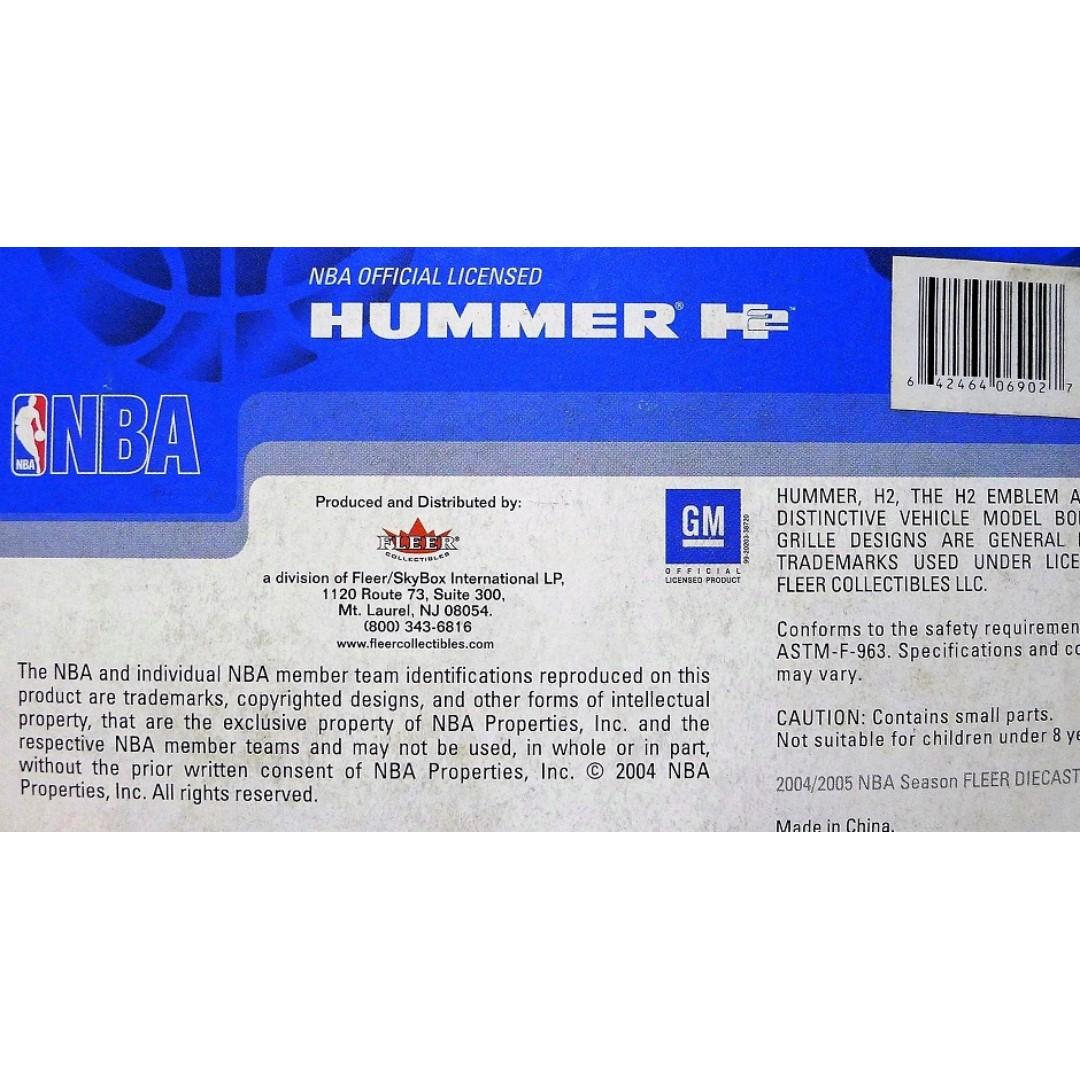 NBA OFFICIAL LICENSED
HUMMER® H2™
6 42464 06902 7
NBA
NBA
Produced and Distributed by:
FLEER®
COLLECTIBLES
a division of Fleer/SkyBox International LP,
1120 Route 73, Suite 300,
Mt. Laurel, NJ 08054.
(800) 343-6816
www.fleercollectibles.com
The NBA and individual NBA member team identifications reproduced on this
product are trademarks, copyrighted designs, and other forms of intellectual
property, that are the exclusive property of NBA Properties, Inc. and the
respective NBA member teams and may not be used, in whole or in part,
without the prior written consent of NBA Properties, Inc. © 2004 NBA
Properties, Inc. All rights reserved.
GM
OFFICIAL
LICENSED PRODUCT
HUMMER, H2, THE H2 EMBLEM
DISTINCTIVE VEHICLE MODEL
GRILLE DESIGNS ARE GENERAL
TRADEMARKS USED UNDER
FLEER COLLECTIBLES LLC.
Conforms to the safety
ASTM-F-963. Specifications and
may vary.
CAUTION: Contains small parts.
Not suitable for children under 8
2004/2005 NBA Season FLEER DIECAST
Made in China.